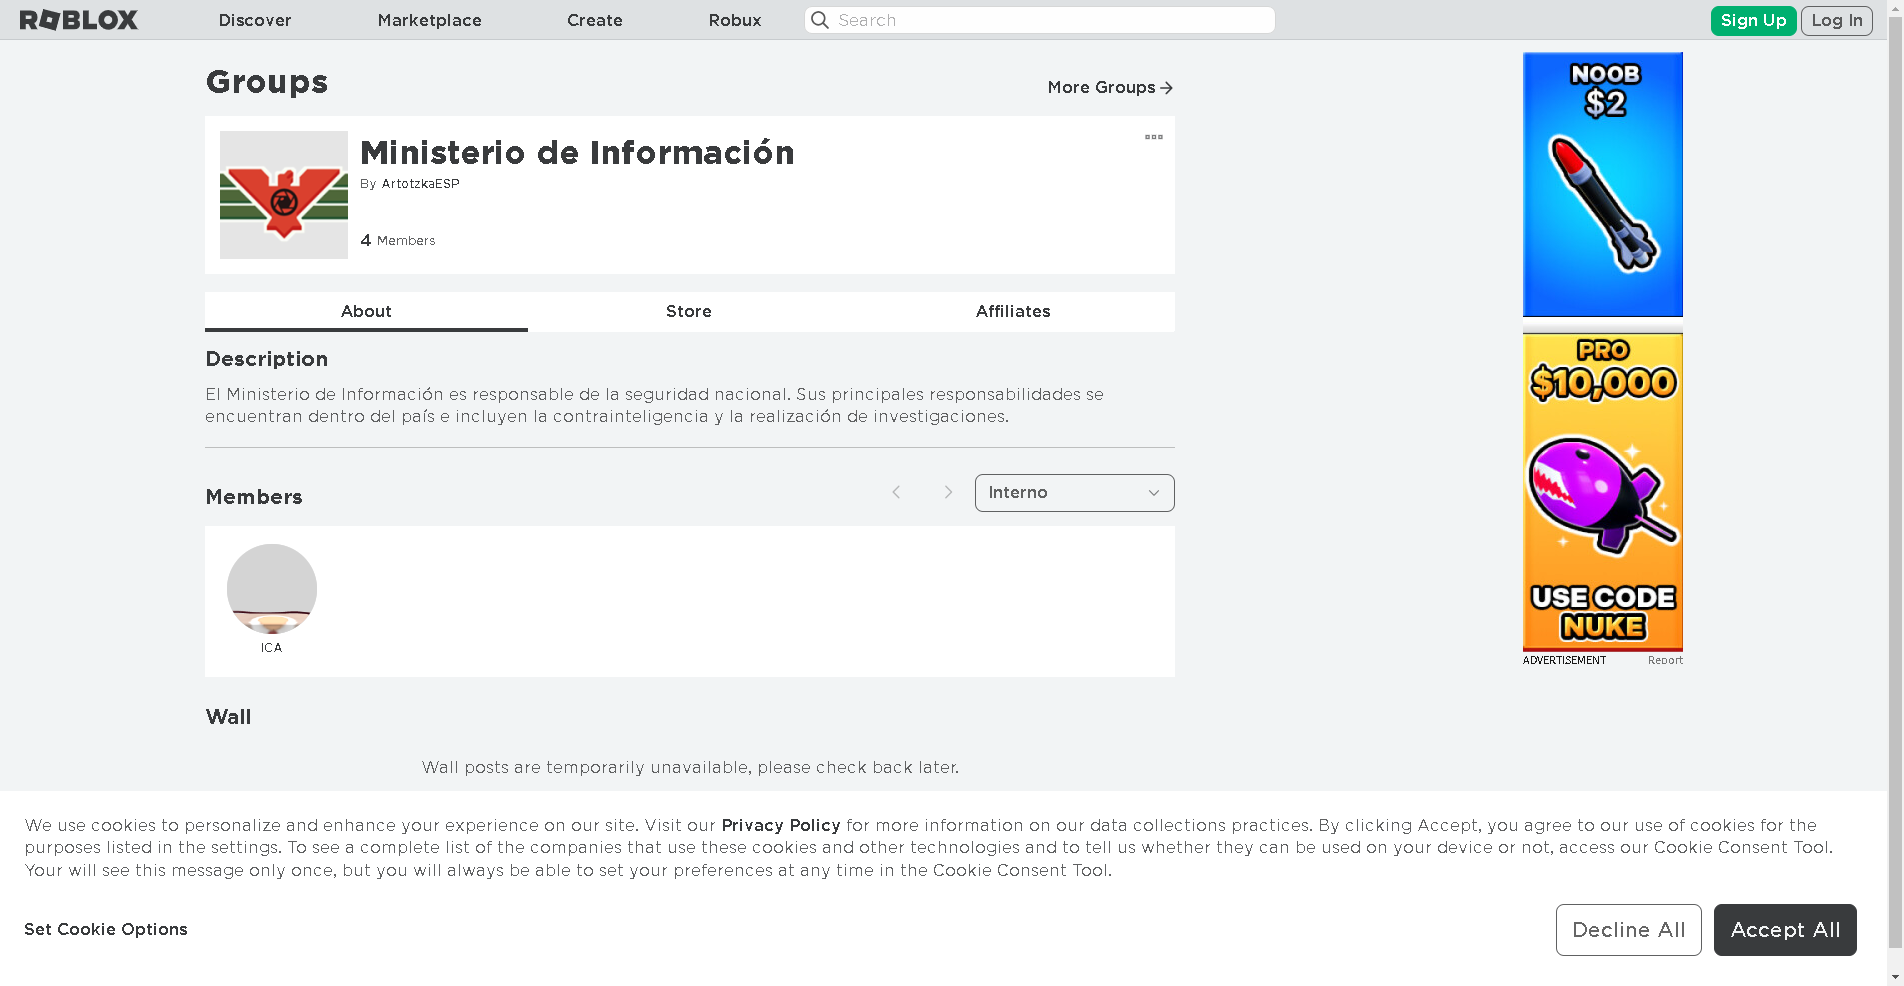 ROBLOX
Discover
Marketplace
Create
Robux
Search
Sign Up
Log In
Groups
More Groups
Ministerio de Información
By ArtotzkaESP
4 Members
About
Store
Affiliates
Description
El Ministerio de Información es responsable de la seguridad nacional. Sus principales responsabilidades se
encuentran dentro del país e incluyen la contrainteligencia y la realización de investigaciones.
Members
Interno
ICA
Wall
Wall posts are temporarily unavailable, please check back later.
NOOB
$2
PRO
$10,000
USE CODE
NUKE
ADVERTISEMENT
Report
We use cookies to personalize and enhance your experience on our site. Visit our Privacy Policy for more information on our data collections practices. By clicking Accept, you agree to our use of cookies for the
purposes listed in the settings. To see a complete list of the companies that use these cookies and other technologies and to tell us whether they can be used on your device or not, access our Cookie Consent Tool.
Your will see this message only once, but you will always be able to set your preferences at any time in the Cookie Consent Tool.
Set Cookie Options
Decline All
Accept All